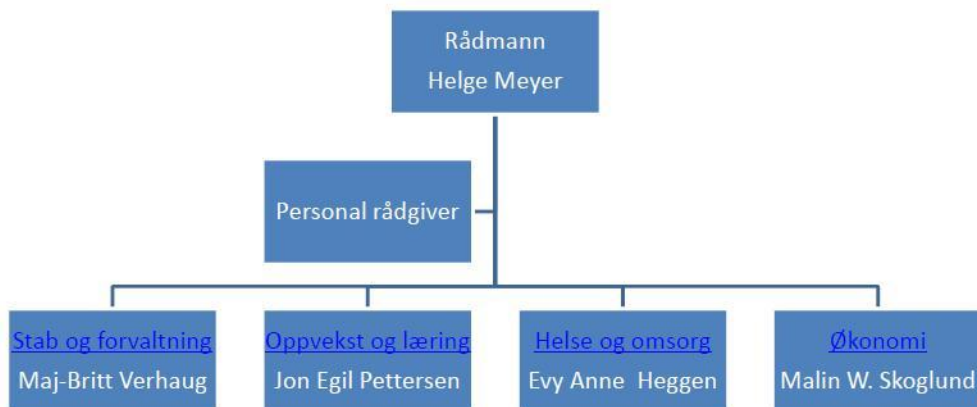 Rådmann
Helge Meyer
Personal rådgiver
Stab og forvaltning
Maj-Britt Verhaug
Oppvekst og læring
Jon Egil Pettersen
Helse og omsorg
Evy Anne Heggen
Økonomi
Malin W. Skoglund